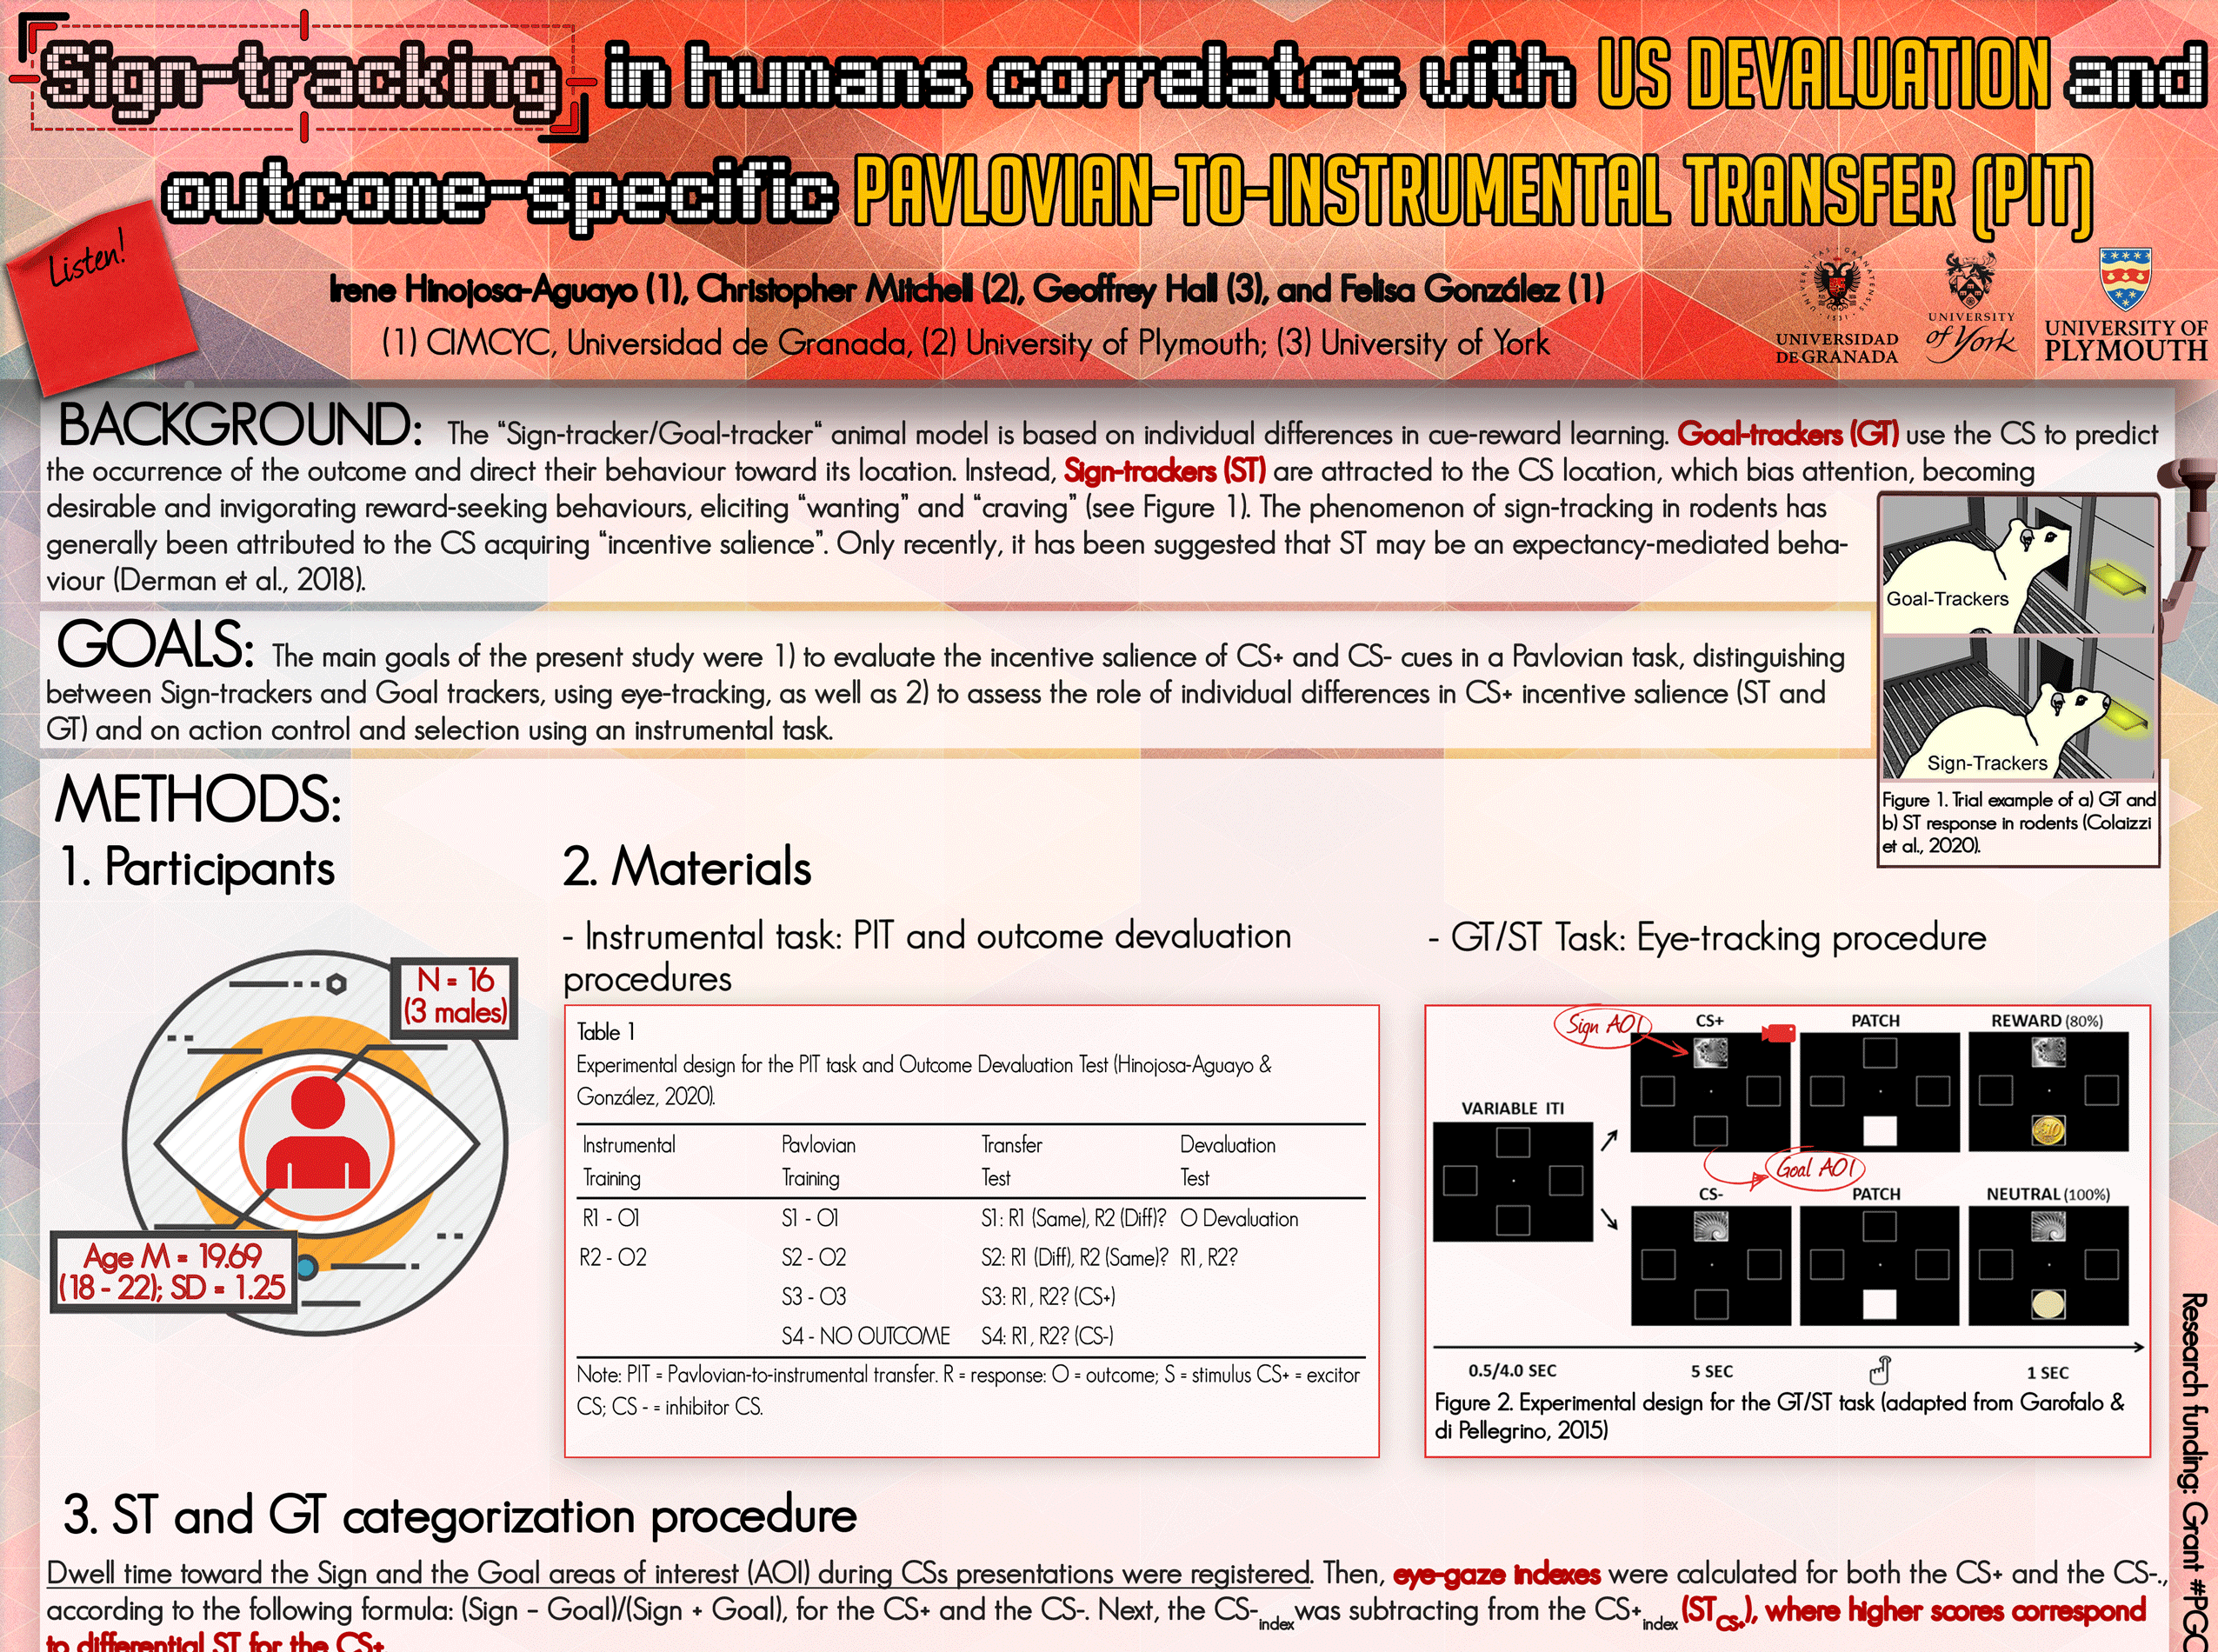 Sign-tracking in humans correlates with US DEVALUATION and
outcome-specific PAVLOVIAN-TO-INSTRUMENTAL TRANSFER (PIT)
Listen!
Irene Hinojosa-Aguayo (1), Christopher Mitchell (2), Geoffrey Hall (3), and Felisa González (1)
(1) CIMCYC, Universidad de Granada, (2) University of Plymouth; (3) University of York
UNIVERSIDAD
DE GRANADA
UNIVERSITY
of York
UNIVERSITY OF
PLYMOUTH
BACKGROUND: The “Sign-tracker/Goal-tracker“ animal model is based on individual differences in cue-reward learning. Goal-trackers (GT) use the CS to predict
the occurrence of the outcome and direct their behaviour toward its location. Instead, Sign-trackers (ST) are attracted to the CS location, which bias attention, becoming
desirable and invigorating reward-seeking behaviours, eliciting “wanting” and “craving” (see Figure 1). The phenomenon of sign-tracking in rodents has
generally been attributed to the CS acquiring “incentive salience”. Only recently, it has been suggested that ST may be an expectancy-mediated beha-
viour (Derman et al., 2018).
Goal-Trackers
Sign-Trackers
Figure 1. Trial example of a) GT and
b) ST response in rodents (Colaizzi
et al., 2020).
GOALS: The main goals of the present study were 1) to evaluate the incentive salience of CS+ and CS- cues in a Pavlovian task, distinguishing
between Sign-trackers and Goal trackers, using eye-tracking, as well as 2) to assess the role of individual differences in CS+ incentive salience (ST and
GT) and on action control and selection using an instrumental task.
METHODS:
1. Participants
N = 16
(3 males)
Age M = 19.69
(18 - 22); SD = 1.25
2. Materials
- Instrumental task: PIT and outcome devaluation
procedures
Table 1
Experimental design for the PIT task and Outcome Devaluation Test (Hinojosa-Aguayo &
González, 2020).
Instrumental Pavlovian Transfer Devaluation
Training Training Test Test
R1 - O1 S1 - O1 S1: R1 (Same), R2 (Diff)? O Devaluation
R2 - O2 S2 - O2 S2: R1 (Diff), R2 (Same)? R1, R2?
S3 - O3 S3: R1, R2? (CS+)
S4 - NO OUTCOME S4: R1, R2? (CS-)
Note: PIT = Pavlovian-to-instrumental transfer. R = response: O = outcome; S = stimulus CS+ = excitor
CS; CS - = inhibitor CS.
- GT/ST Task: Eye-tracking procedure
Sign AOI CS+ PATCH REWARD (80%)
VARIABLE ITI
Goal AOI
CS- PATCH NEUTRAL (100%)
0.5/4.0 SEC 5 SEC 1 SEC
Figure 2. Experimental design for the GT/ST task (adapted from Garofalo &
di Pellegrino, 2015)
3. ST and GT categorization procedure
Dwell time toward the Sign and the Goal areas of interest (AOI) during CSs presentations were registered. Then, eye-gaze indexes were calculated for both the CS+ and the CS-.,
according to the following formula: (Sign – Goal)/(Sign + Goal), for the CS+ and the CS-. Next, the CS-index was subtracting from the CS+index (STCS+), where higher scores correspond
to differential ST for the CS+
Research funding: Grant #PGC